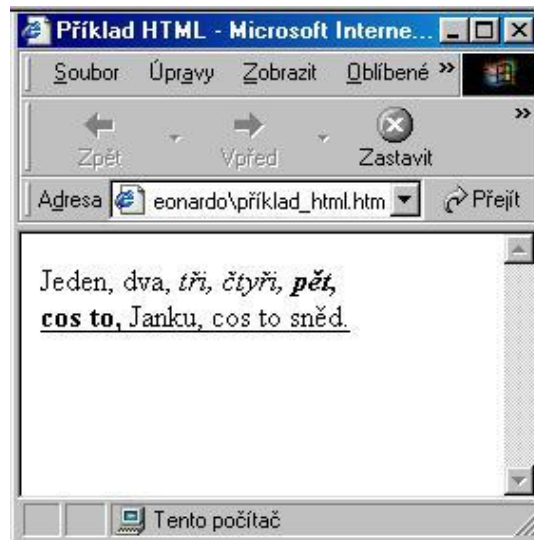 Příklad HTML - Microsoft Interne...
Soubor Úpravy Zobrazit Oblíbené »
Zpět Vpřed Zastavit »
Adresa eonardo\příklad_html.htm Přejít
Jeden, dva, tři, čtyři, pět,
cos to, Janku, cos to sněd.
Tento počítač